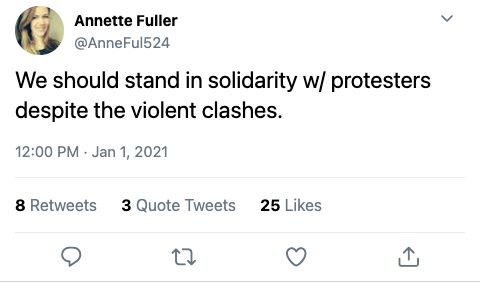 Annette Fuller
@AnneFul524
We should stand in solidarity w/ protesters
despite the violent clashes.
12:00 PM · Jan 1, 2021
8 Retweets 3 Quote Tweets 25 Likes